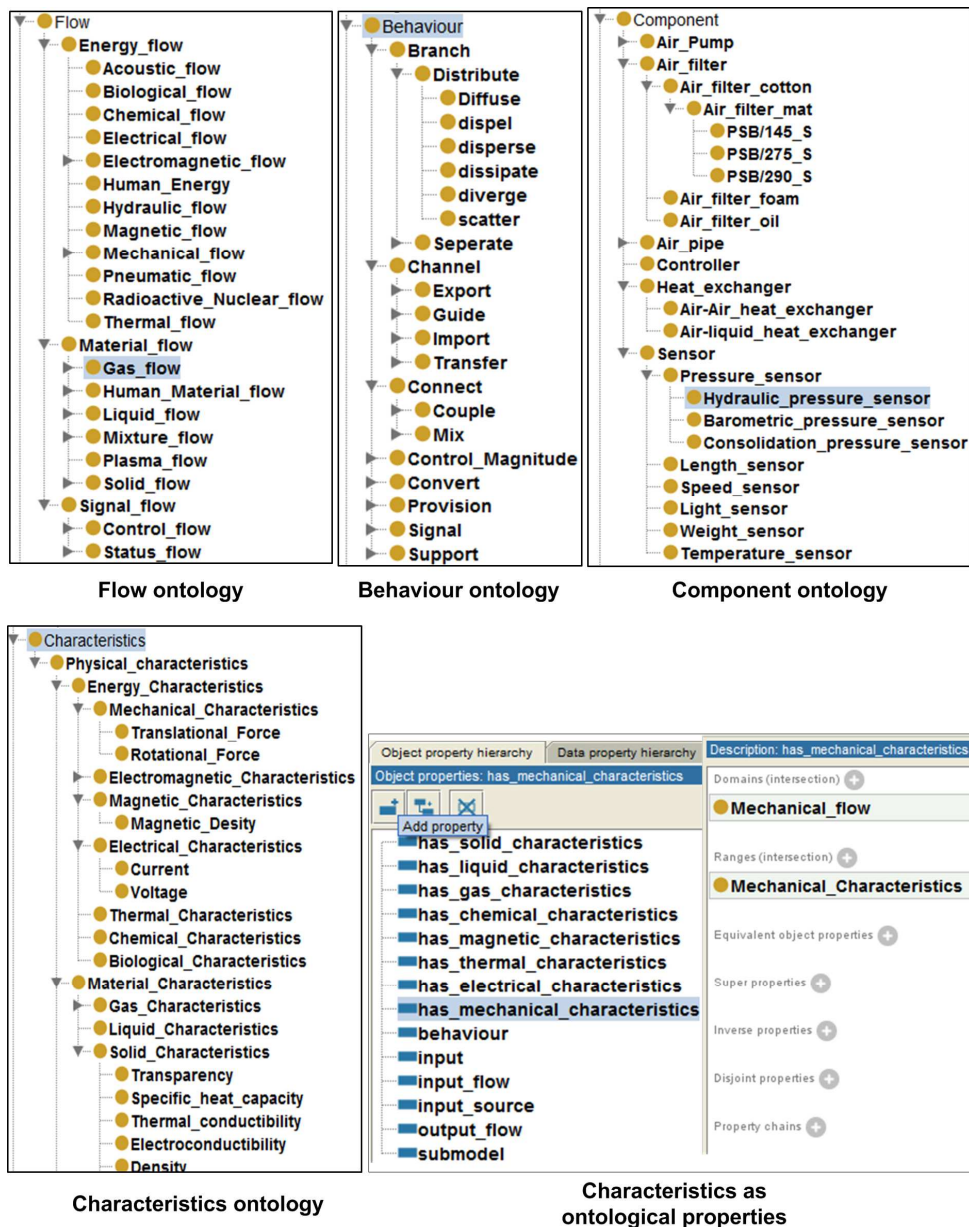 Flow
Energy_flow
Acoustic_flow
Biological_flow
Chemical_flow
Electrical_flow
Electromagnetic_flow
Human_Energy
Hydraulic_flow
Magnetic_flow
Mechanical_flow
Pneumatic_flow
Radioactive_Nuclear_flow
Thermal_flow
Material_flow
Gas_flow
Human_Material_flow
Liquid_flow
Mixture_flow
Plasma_flow
Solid_flow
Signal_flow
Control_flow
Status_flow
Flow ontology
Behaviour
Branch
Distribute
Diffuse
dispel
disperse
dissipate
diverge
scatter
Seperate
Channel
Export
Guide
Import
Transfer
Connect
Couple
Mix
Control_Magnitude
Convert
Provision
Signal
Support
Behaviour ontology
Component
Air_Pump
Air_filter
Air_filter_cotton
Air_filter_mat
PSB/145_S
PSB/275_S
PSB/290_S
Air_filter_foam
Air_filter_oil
Air_pipe
Controller
Heat_exchanger
Air-Air_heat_exchanger
Air-liquid_heat_exchanger
Sensor
Pressure_sensor
Hydraulic_pressure_sensor
Barometric_pressure_sensor
Consolidation_pressure_sensor
Length_sensor
Speed_sensor
Light_sensor
Weight_sensor
Temperature_sensor
Component ontology
Characteristics
Physical_characteristics
Energy_Characteristics
Mechanical_Characteristics
Translational_Force
Rotational_Force
Electromagnetic_Characteristics
Magnetic_Characteristics
Magnetic_Desity
Electrical_Characteristics
Current
Voltage
Thermal_Characteristics
Chemical_Characteristics
Biological_Characteristics
Material_Characteristics
Gas_Characteristics
Liquid_Characteristics
Solid_Characteristics
Transparency
Specific_heat_capacity
Thermal_conductibility
Electroconductibility
Density
Characteristics ontology
Object property hierarchy
Data property hierarchy
Object properties: has_mechanical_characteristics
Add property
has_solid_characteristics
has_liquid_characteristics
has_gas_characteristics
has_chemical_characteristics
has_magnetic_characteristics
has_thermal_characteristics
has_electrical_characteristics
has_mechanical_characteristics
behaviour
input
input_flow
input_source
output_flow
submodel
Description: has_mechanical_characteristics
Domains (intersection)
Mechanical_flow
Ranges (intersection)
Mechanical_Characteristics
Equivalent object properties
Super properties
Inverse properties
Disjoint properties
Property chains
Characteristics as
ontological properties